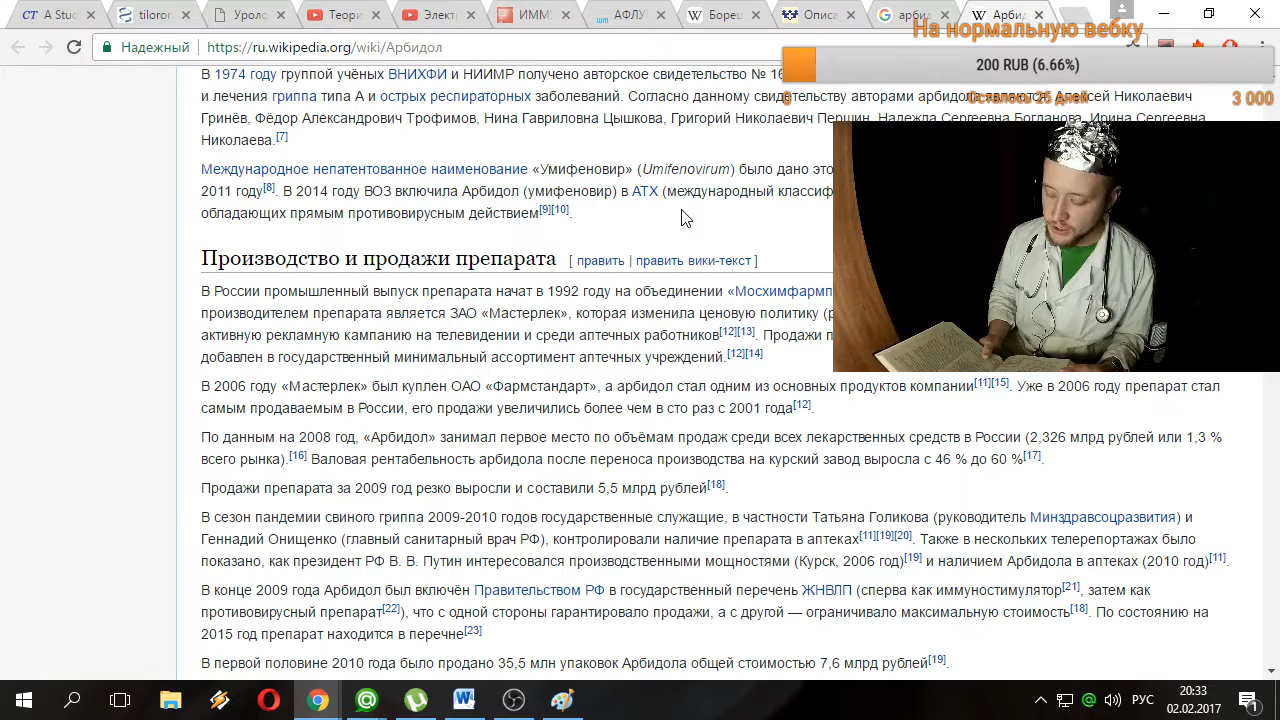 A Stud
tiloron
Уролс
Теори
Элект
ИММУ
АФЛУ
Борец
Описа
арбид
Арбид
На нормальную вебку
Надежный
https://ru.wikipedia.org/wiki/Арбидол
200 RUB (6.66%)
0
Осталось 25 дней
3 000
В 1974 году группой учёных ВНИХФИ и НИИМР получено авторское свидетельство №
и лечения гриппа типа А и острых респираторных заболеваний. Согласно данному свидетельству авторами арбидола являются: Алексей Николаевич
Гринёв, Фёдор Александрович Трофимов, Нина Гавриловна Цышкова, Григорий Николаевич Першин, Надежда Сергеевна Богданова, Ирина Сергеевна
Николаева.[7]
Международное непатентованное наименование «Умифеновир» (Umifenovirum) было дано это
2011 году[8]. В 2014 году ВОЗ включила Арбидол (умифеновир) в АТХ (международный классиф
обладающих прямым противовирусным действием[9][10].
Производство и продажи препарата [ править | править вики-текст ]
В России промышленный выпуск препарата начат в 1992 году на объединении «Мосхимфармп
производителем препарата является ЗАО «Мастерлек», которая изменила ценовую политику (р
активную рекламную кампанию на телевидении и среди аптечных работников[12][13]. Продажи п
добавлен в государственный минимальный ассортимент аптечных учреждений.[12][14]
В 2006 году «Мастерлек» был куплен ОАО «Фармстандарт», а арбидол стал одним из основных продуктов компании[11][15]. Уже в 2006 году препарат стал
самым продаваемым в России, его продажи увеличились более чем в сто раз с 2001 года[12].
По данным на 2008 год, «Арбидол» занимал первое место по объёмам продаж среди всех лекарственных средств в России (2,326 млрд рублей или 1,3 %
всего рынка).[16] Валовая рентабельность арбидола после переноса производства на курский завод выросла с 46 % до 60 %[17].
Продажи препарата за 2009 год резко выросли и составили 5,5 млрд рублей[18].
В сезон пандемии свиного гриппа 2009-2010 годов государственные служащие, в частности Татьяна Голикова (руководитель Минздравсоцразвития) и
Геннадий Онищенко (главный санитарный врач РФ), контролировали наличие препарата в аптеках[11][19][20]. Также в нескольких телерепортажах было
показано, как президент РФ В. В. Путин интересовался производственными мощностями (Курск, 2006 год)[19] и наличием Арбидола в аптеках (2010 год)[11].
В конце 2009 года Арбидол был включён Правительством РФ в государственный перечень ЖНВЛП (сперва как иммуностимулятор[21], затем как
противовирусный препарат[22]), что с одной стороны гарантировало продажи, а с другой — ограничивало максимальную стоимость[18]. По состоянию на
2015 год препарат находится в перечне[23]
В первой половине 2010 года было продано 35,5 млн упаковок Арбидола общей стоимостью 7,6 млрд рублей[19].
РУС
20:33
02.02.2017